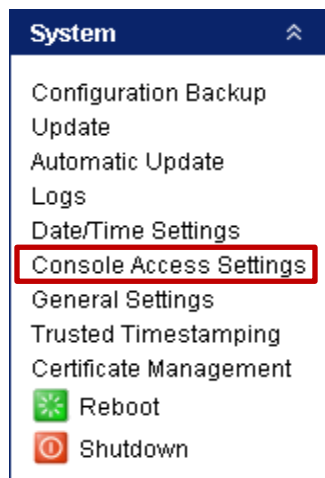 System
Configuration Backup
Update
Automatic Update
Logs
Date/Time Settings
Console Access Settings
General Settings
Trusted Timestamping
Certificate Management
Reboot
Shutdown